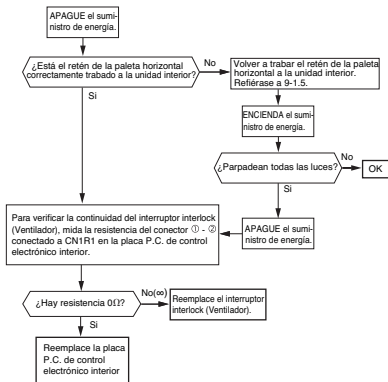 APAGUE el sumi-
nistro de energía.
¿Está el retén de la paleta horizontal
correctamente trabado a la unidad interior?
No
Volver a trabar el retén de la paleta
horizontal a la unidad interior.
Refiérase a 9-1.5.
Si
ENCIENDA el sumi-
nistro de energía.
¿Parpadean todas las luces?
No
OK
Si
APAGUE el sumi-
nistro de energía.
Para verificar la continuidad del interruptor interlock
(Ventilador), mida la resistencia del conector ① - ②
conectado a CN1R1 en la placa P.C. de control
electrónico interior.
¿Hay resistencia 0Ω?
No(∞)
Reemplace el interruptor
interlock (Ventilador).
Si
Reemplace la placa
P.C. de control
electrónico interior